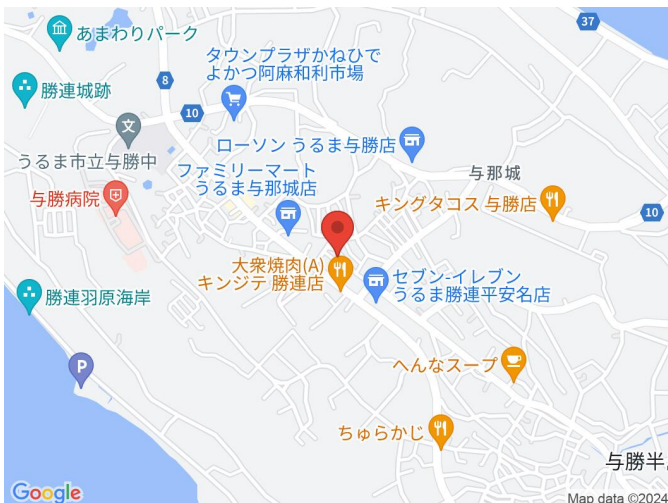 37
あまわりパーク
タウンプラザかねひで
よかつ阿麻和利市場
8
勝連城跡
10
文
うるま市立与勝中
ローソン うるま与勝店
与那城
ファミリーマート
うるま与那城店
与勝病院
キングタコス 与勝店
10
大衆焼肉(A)
キンジテ 勝連店
セブン-イレブン
うるま勝連平安名店
勝連羽原海岸
P
へんなスープ
ちゅらかじ
与勝半
Google
Map data ©2024